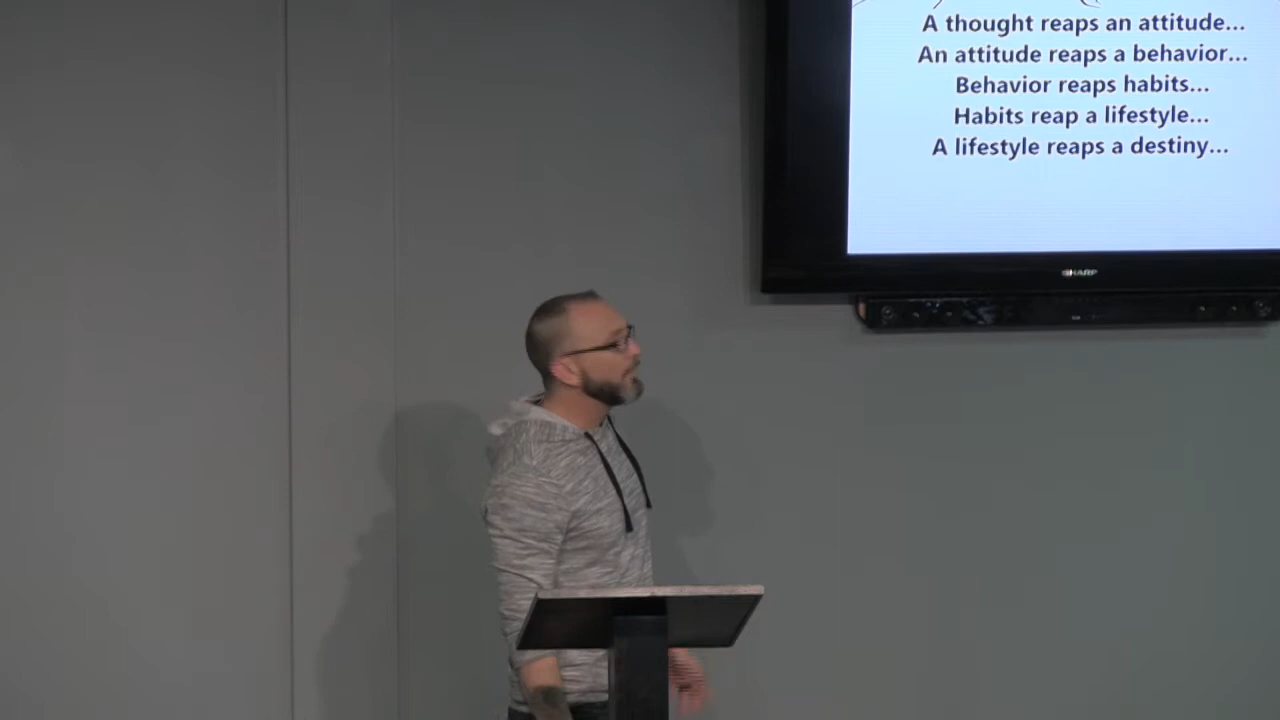 A thought reaps an attitude...
An attitude reaps a behavior...
Behavior reaps habits...
Habits reap a lifestyle...
A lifestyle reaps a destiny...
SHARP